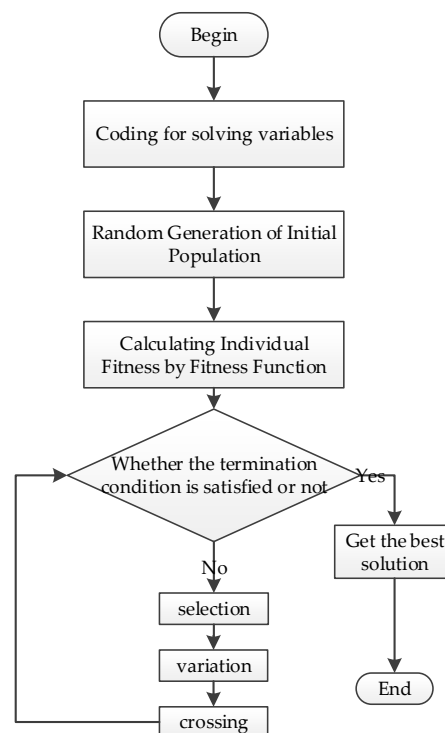 Begin
Coding for solving variables
Random Generation of Initial
Population
Calculating Individual
Fitness by Fitness Function
Whether the termination
condition is satisfied or not
Yes
Get the best
solution
End
No
selection
variation
crossing